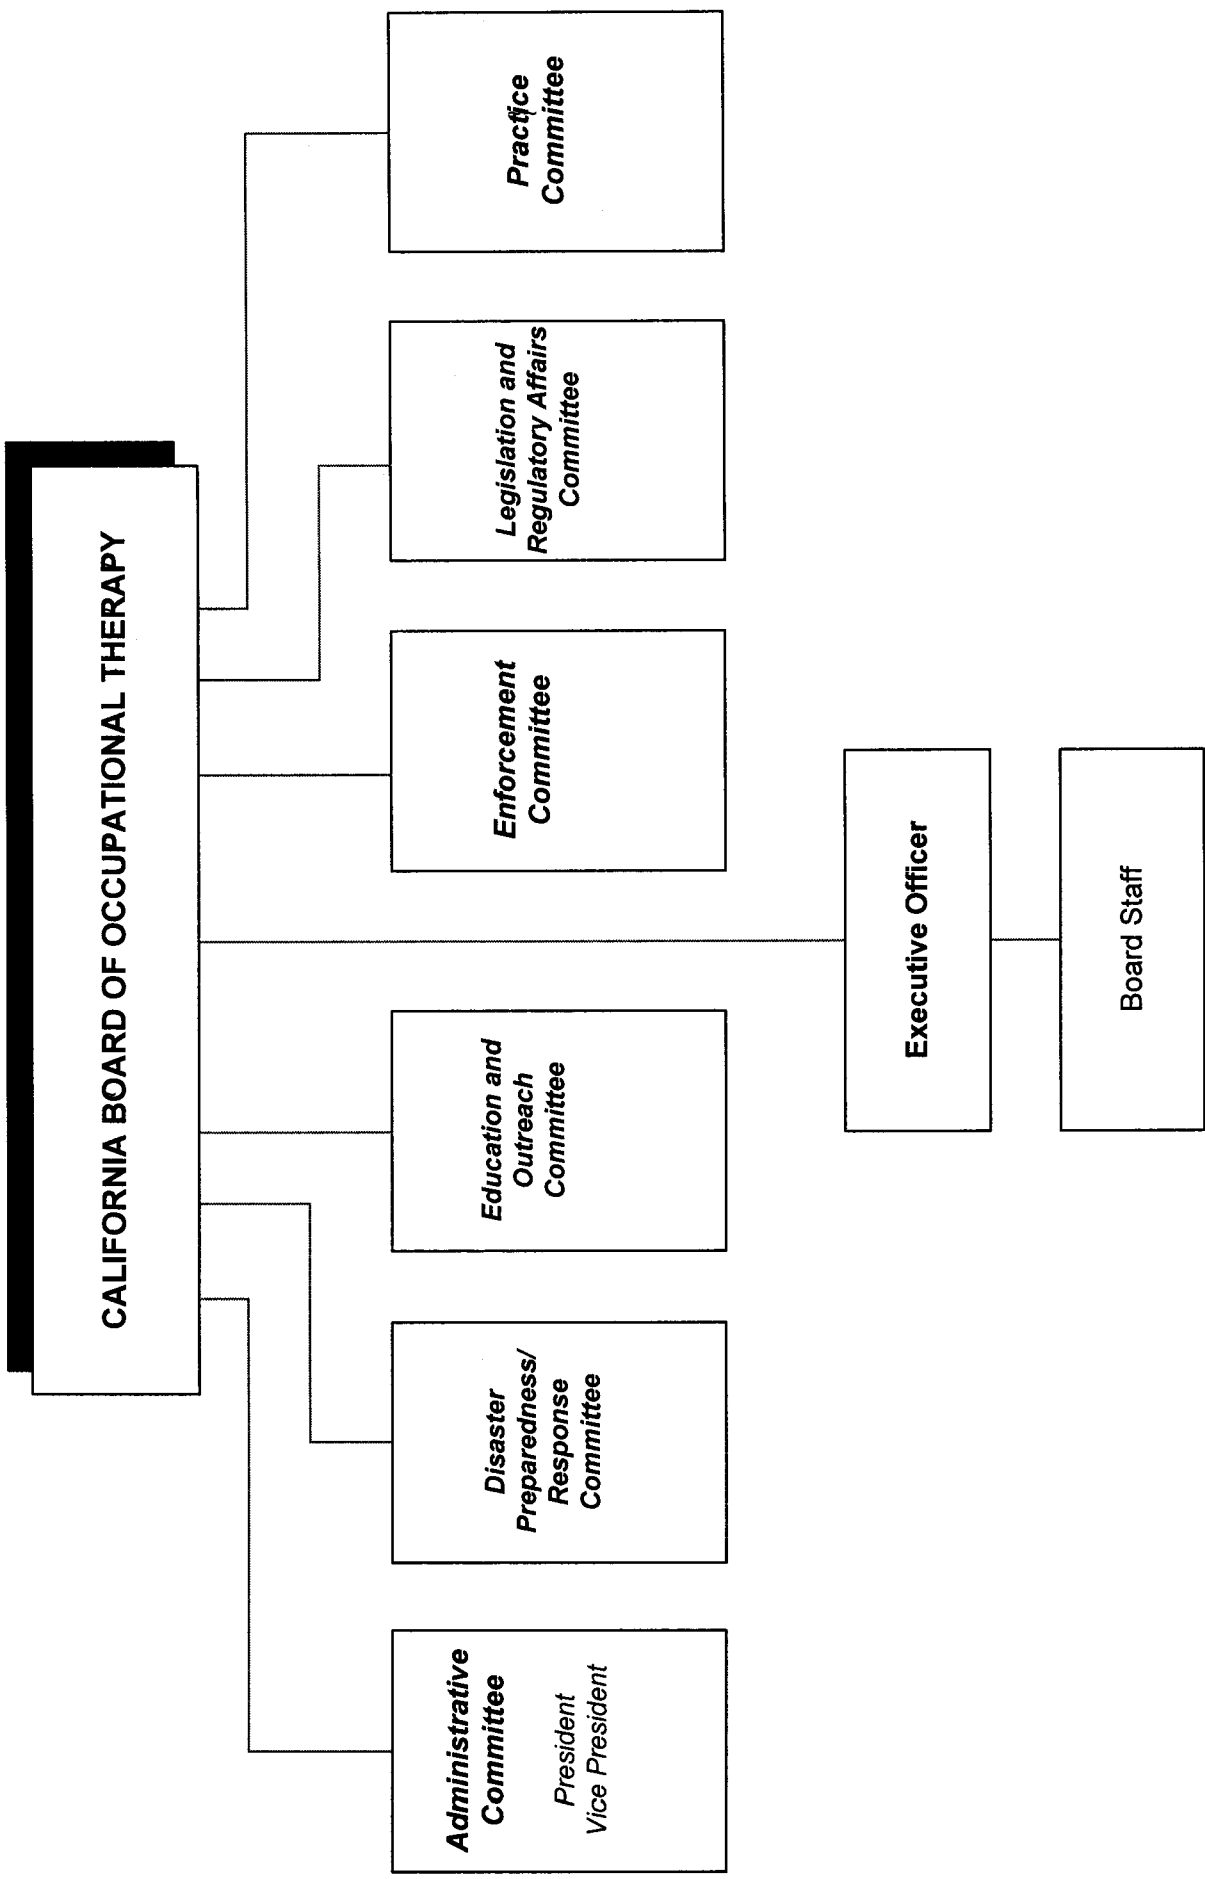 CALIFORNIA BOARD OF OCCUPATIONAL THERAPY
Administrative
Committee
President
Vice President
Disaster
Preparedness/
Response
Committee
Education and
Outreach
Committee
Enforcement
Committee
Legislation and
Regulatory Affairs
Committee
Practice
Committee
Executive Officer
Board Staff